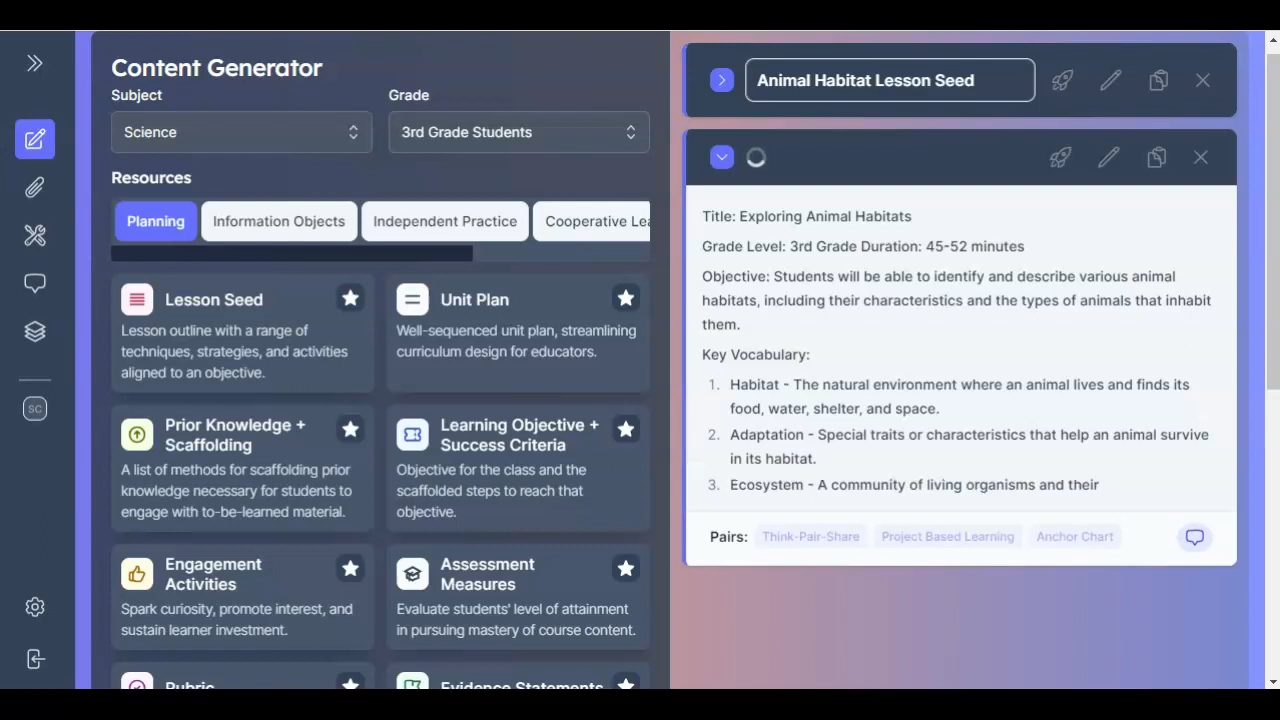 Content Generator
Subject
Grade
Science
3rd Grade Students
Resources
Planning
Information Objects
Independent Practice
Cooperative Lea
Lesson Seed
Lesson outline with a range of
techniques, strategies, and activities
aligned to an objective.
Unit Plan
Well-sequenced unit plan, streamlining
curriculum design for educators.
Prior Knowledge +
Scaffolding
A list of methods for scaffolding prior
knowledge necessary for students to
engage with to-be-learned material.
Learning Objective +
Success Criteria
Objective for the class and the
scaffolded steps to reach that
objective.
Engagement
Activities
Spark curiosity, promote interest, and
sustain learner investment.
Assessment
Measures
Evaluate students' level of attainment
in pursuing mastery of course content.
Rubric
Evidence Statements
SC
Animal Habitat Lesson Seed
Title: Exploring Animal Habitats
Grade Level: 3rd Grade Duration: 45-52 minutes
Objective: Students will be able to identify and describe various animal
habitats, including their characteristics and the types of animals that inhabit
them.
Key Vocabulary:
1. Habitat - The natural environment where an animal lives and finds its
food, water, shelter, and space.
2. Adaptation - Special traits or characteristics that help an animal survive
in its habitat.
3. Ecosystem - A community of living organisms and their
Pairs: Think-Pair-Share Project Based Learning Anchor Chart